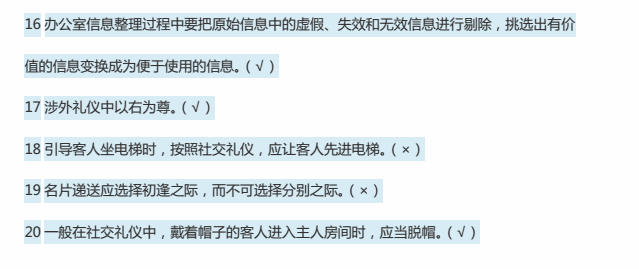 16 办公室信息整理过程中要把原始信息中的虚假、失效和无效信息进行剔除，挑选出有价
值的信息变换成为便于使用的信息。（ √ ）
17 涉外礼仪中以右为尊。（ √ ）
18 引导客人坐电梯时，按照社交礼仪，应让客人先进电梯。（ × ）
19 名片递送应选择初逢之际，而不可选择分别之际。（ × ）
20 一般在社交礼仪中，戴着帽子的客人进入主人房间时，应当脱帽。（ √ ）